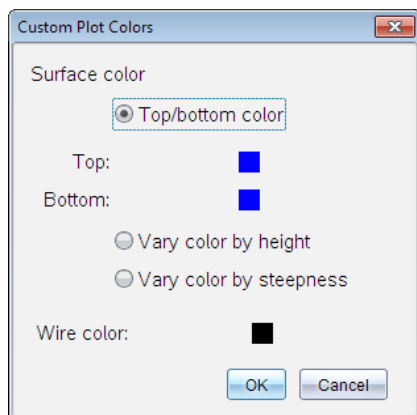 Custom Plot Colors
Surface color
Top/bottom color
Top:
Bottom:
Vary color by height
Vary color by steepness
Wire color:
OK Cancel